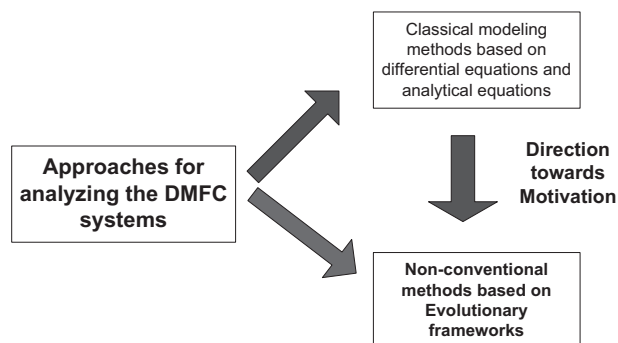 Classical modeling
methods based on
differential equations and
analytical equations
Approaches for
analyzing the DMFC
systems
Direction
towards
Motivation
Non-conventional
methods based on
Evolutionary
frameworks